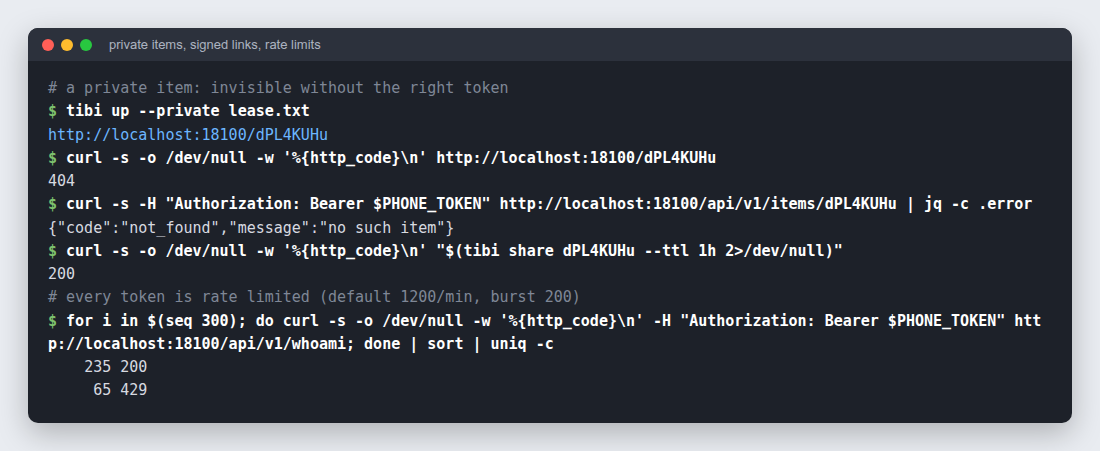 private items, signed links, rate limits
# a private item: invisible without the right token
$ tibi up --private lease.txt
http://localhost:18100/dPL4KUHu
$ curl -s -o /dev/null -w '%{http_code}\n' http://localhost:18100/dPL4KUHu
404
$ curl -s -H "Authorization: Bearer $PHONE_TOKEN" http://localhost:18100/api/v1/items/dPL4KUHu | jq -c .error
{"code":"not_found","message":"no such item"}
$ curl -s -o /dev/null -w '%{http_code}\n' "$(tibi share dPL4KUHu --ttl 1h 2>/dev/null)"
200
# every token is rate limited (default 1200/min, burst 200)
$ for i in $(seq 300); do curl -s -o /dev/null -w '%{http_code}\n' -H "Authorization: Bearer $PHONE_TOKEN" htt
p://localhost:18100/api/v1/whoami; done | sort | uniq -c
    235 200
     65 429